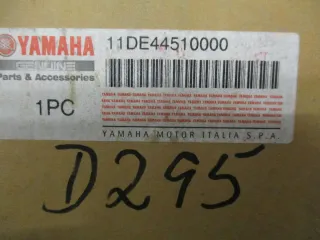 YAMAHA 11DE44510000
GENUINE
Parts & Accessories
1PC
YAMAHA MOTOR ITALIA S.P.A.
D295